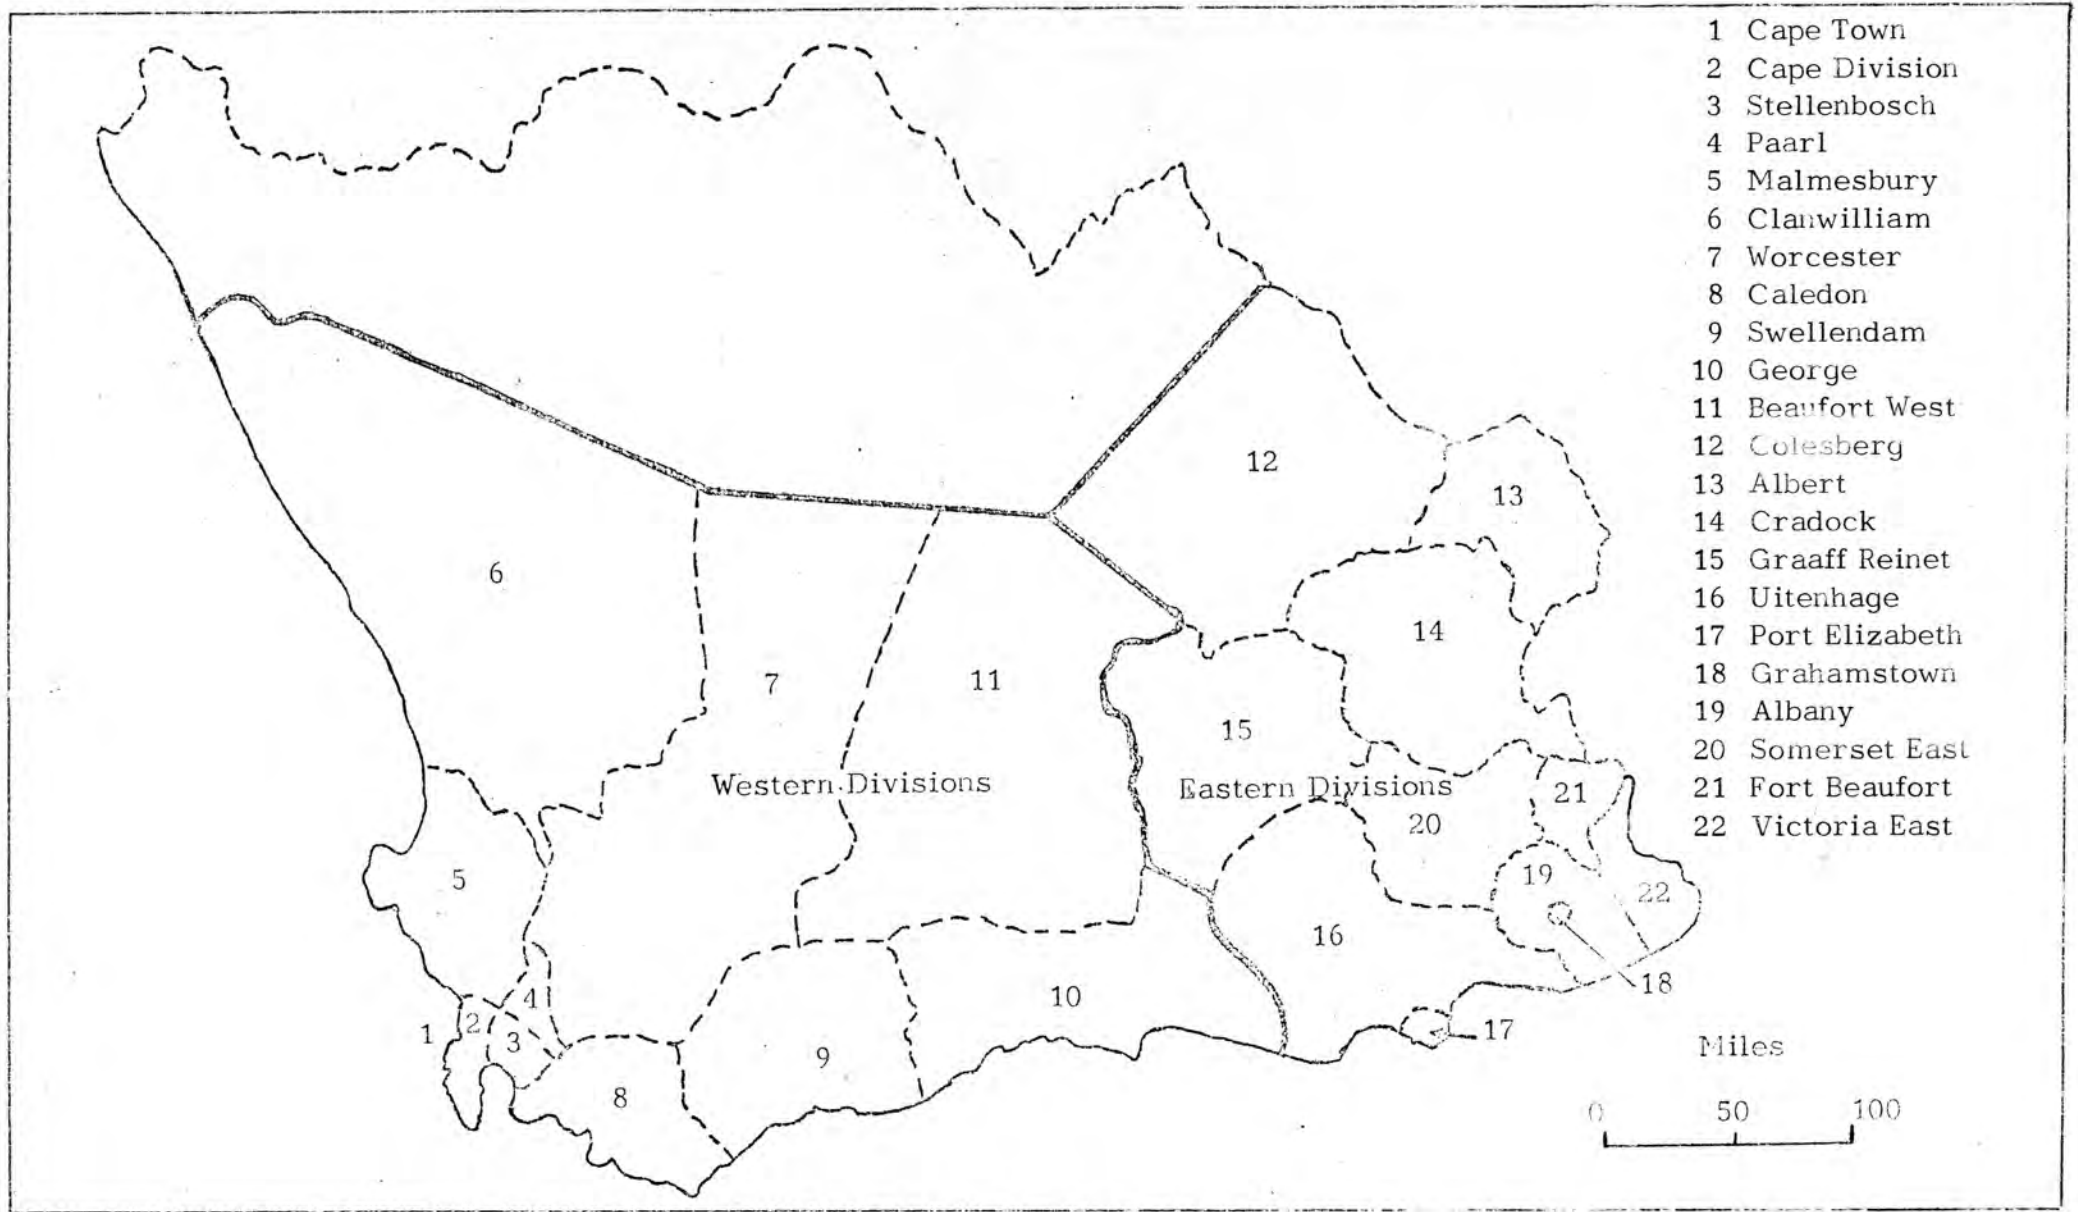 1 Cape Town
2 Cape Division
3 Stellenbosch
4 Paarl
5 Malmesbury
6 Clanwilliam
7 Worcester
8 Caledon
9 Swellendam
10 George
11 Beaufort West
12 Colesberg
13 Albert
14 Cradock
15 Graaff Reinet
16 Uitenhage
17 Port Elizabeth
18 Grahamstown
19 Albany
20 Somerset East
21 Fort Beaufort
22 Victoria East
12
13
6
14
7
11
15
Western Divisions
Eastern Divisions
21
20
5
19
22
16
18
4
10
1
2
3
17
9
8
Miles
0 50 100